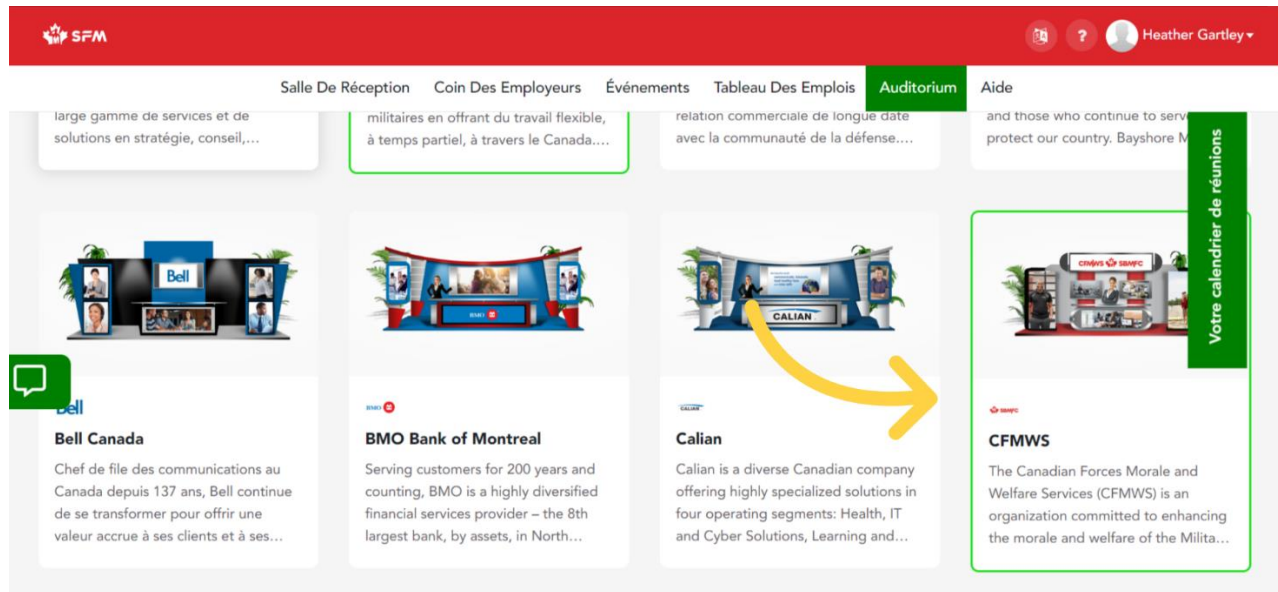 SFM
?
Heather Gartley
Salle De Réception Coin Des Employeurs Événements Tableau Des Emplois Auditorium Aide
large gamme de services et de
solutions en stratégie, conseil,...
militaires en offrant du travail flexible,
à temps partiel, à travers le Canada....
relation commerciale de longue date
avec la communauté de la défense....
and those who continue to serv
protect our country. Bayshore M
Votre calendrier de réunions
Bell
BMO
CALIAN
CFMWS SBMFC
Bell
Bell Canada
Chef de file des communications au
Canada depuis 137 ans, Bell continue
de se transformer pour offrir une
valeur accrue à ses clients et à ses...
BMO
BMO Bank of Montreal
Serving customers for 200 years and
counting, BMO is a highly diversified
financial services provider – the 8th
largest bank, by assets, in North...
CALIAN
Calian
Calian is a diverse Canadian company
offering highly specialized solutions in
four operating segments: Health, IT
and Cyber Solutions, Learning and...
SBMFC
CFMWS
The Canadian Forces Morale and
Welfare Services (CFMWS) is an
organization committed to enhancing
the morale and welfare of the Milita...